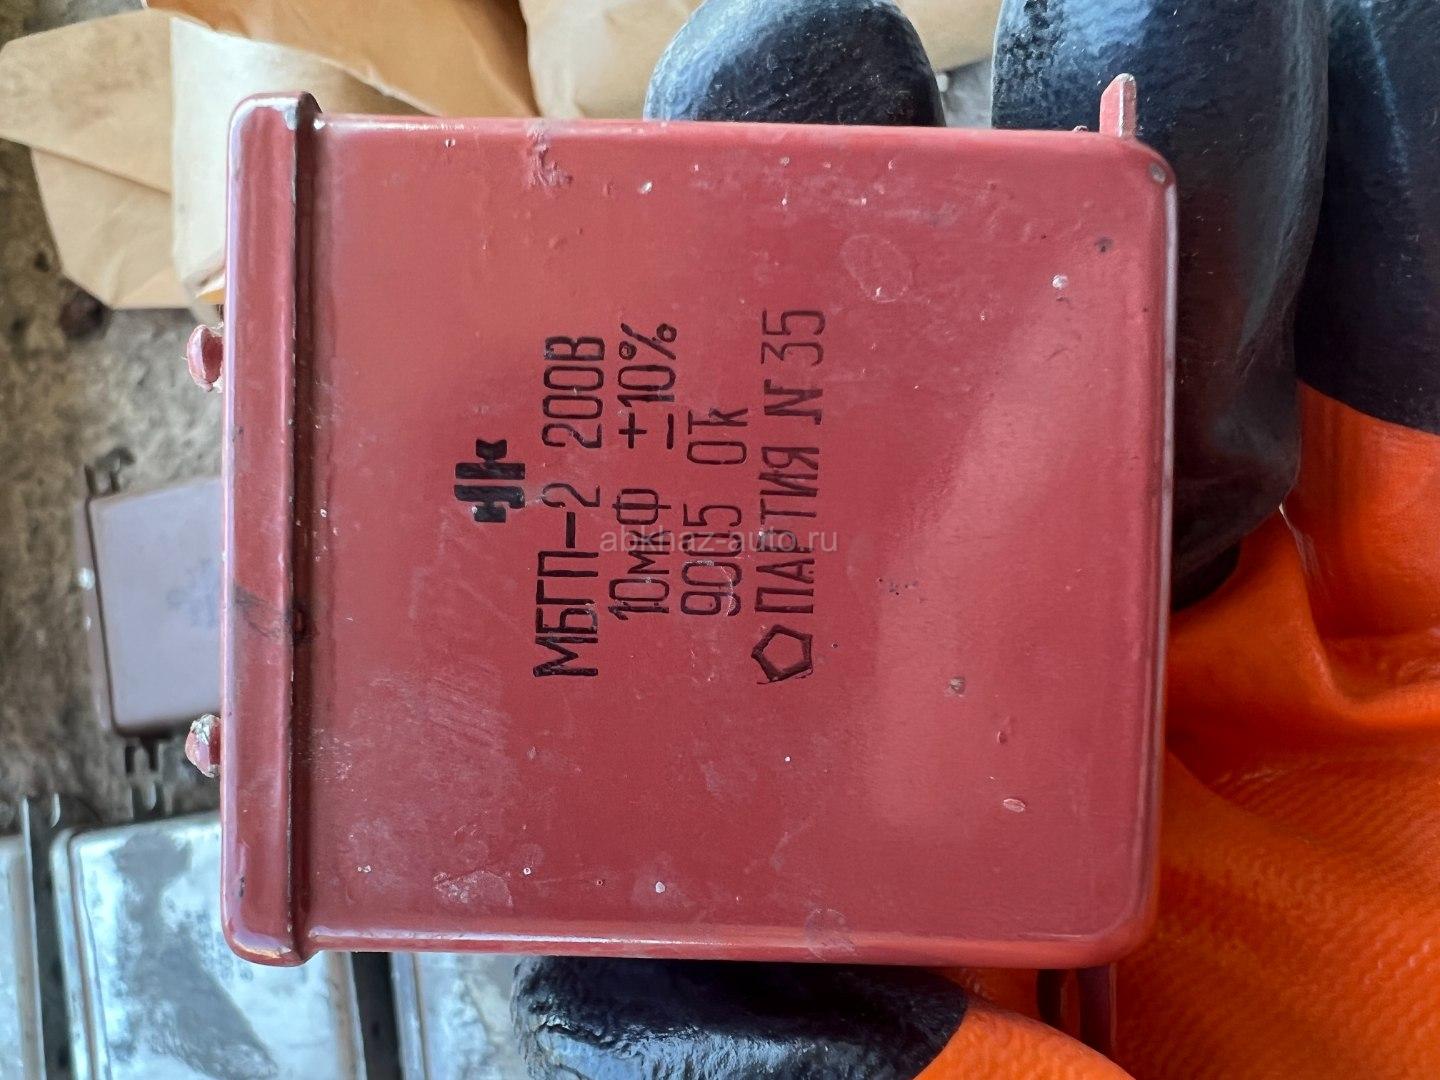 МБГП-2 200В
10мкФ ±10%
9005 ОТК
ПАРТИЯ № 35
abkhaz-auto.ru